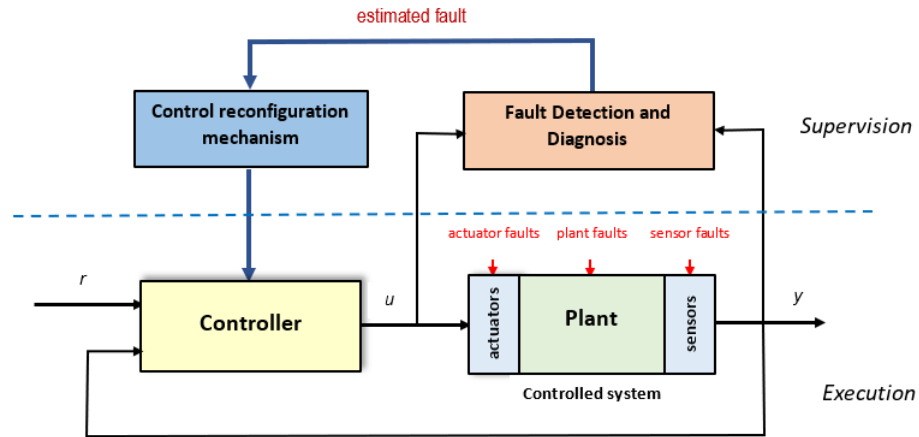 estimated fault
Control reconfiguration
mechanism
Fault Detection and
Diagnosis
Supervision
actuator faults
plant faults
sensor faults
r
Controller
u
actuators
Plant
sensors
y
Controlled system
Execution